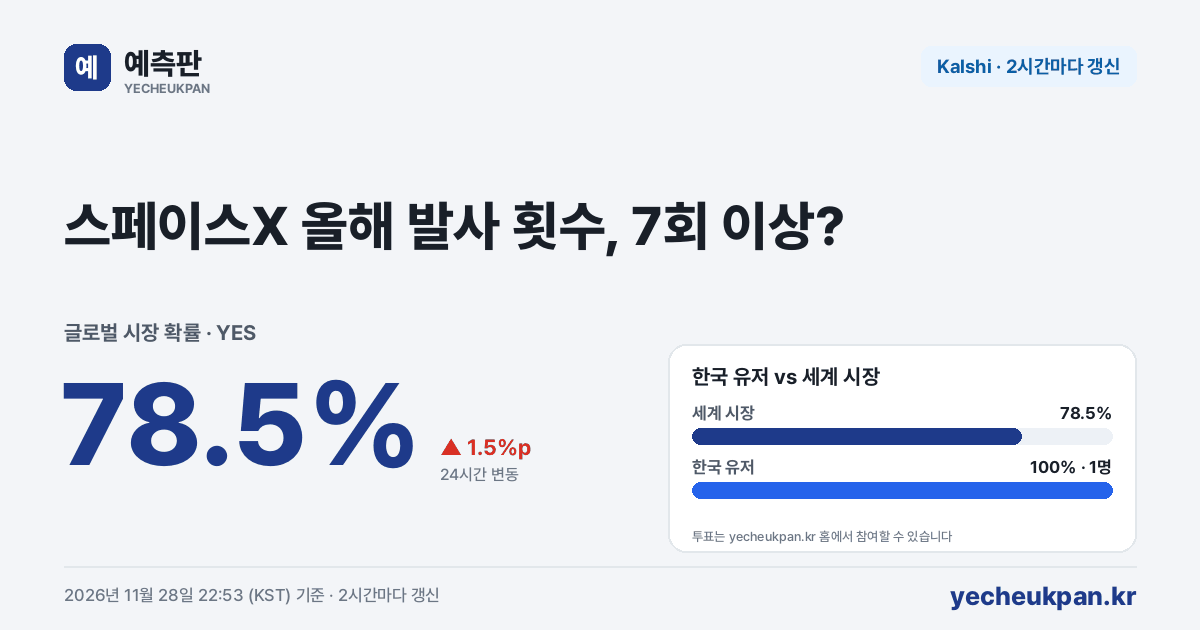 예
예측판
YECHEUKPAN
Kalshi · 2시간마다 갱신
스페이스X 올해 발사 횟수, 7회 이상?
글로벌 시장 확률 · YES
78.5%
▲ 1.5%p
24시간 변동
한국 유저 vs 세계 시장
세계 시장 78.5%
한국 유저 100% · 1명
투표는 yecheukpan.kr 홈에서 참여할 수 있습니다
2026년 11월 28일 22:53 (KST) 기준 · 2시간마다 갱신
yecheukpan.kr